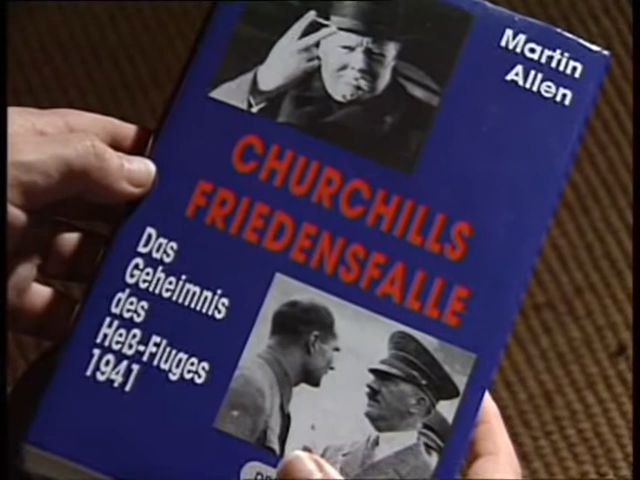 Martin
Allen
CHURCHILLS
FRIEDENSFALLE
Das
Geheimnis
des
Heß-Fluges
1941